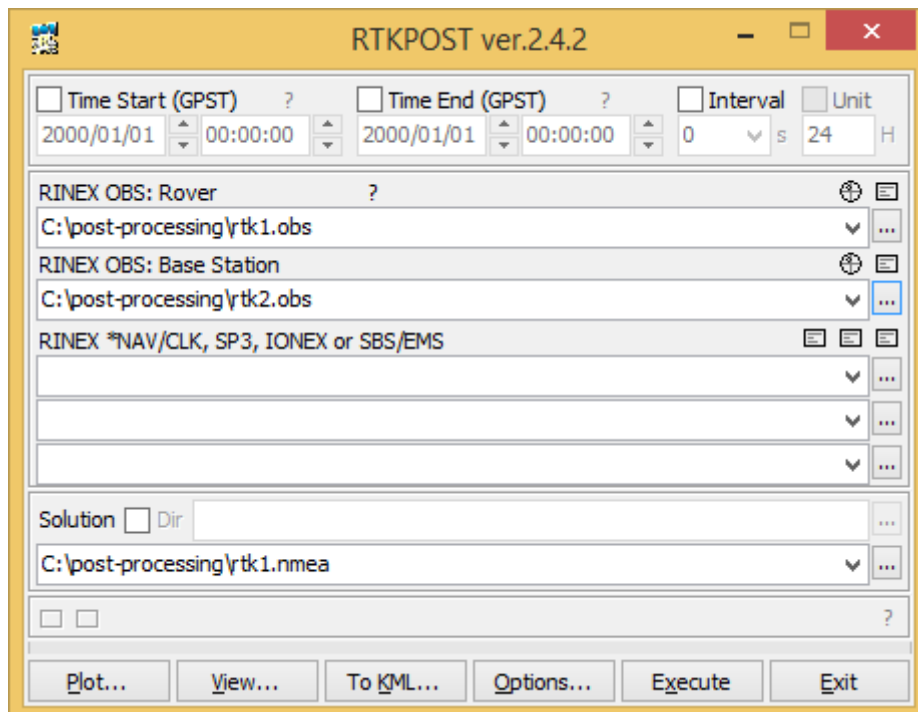 RTKPOST ver.2.4.2
Time Start (GPST) ? Time End (GPST) ? Interval Unit
2000/01/01 00:00:00 2000/01/01 00:00:00 0 s 24 H
RINEX OBS: Rover ?
C:\post-processing\rtk1.obs ...
RINEX OBS: Base Station
C:\post-processing\rtk2.obs ...
RINEX *NAV/CLK, SP3, IONEX or SBS/EMS
...
...
...
Solution Dir ...
C:\post-processing\rtk1.nmea ...
?
Plot... View... To KML... Options... Execute Exit